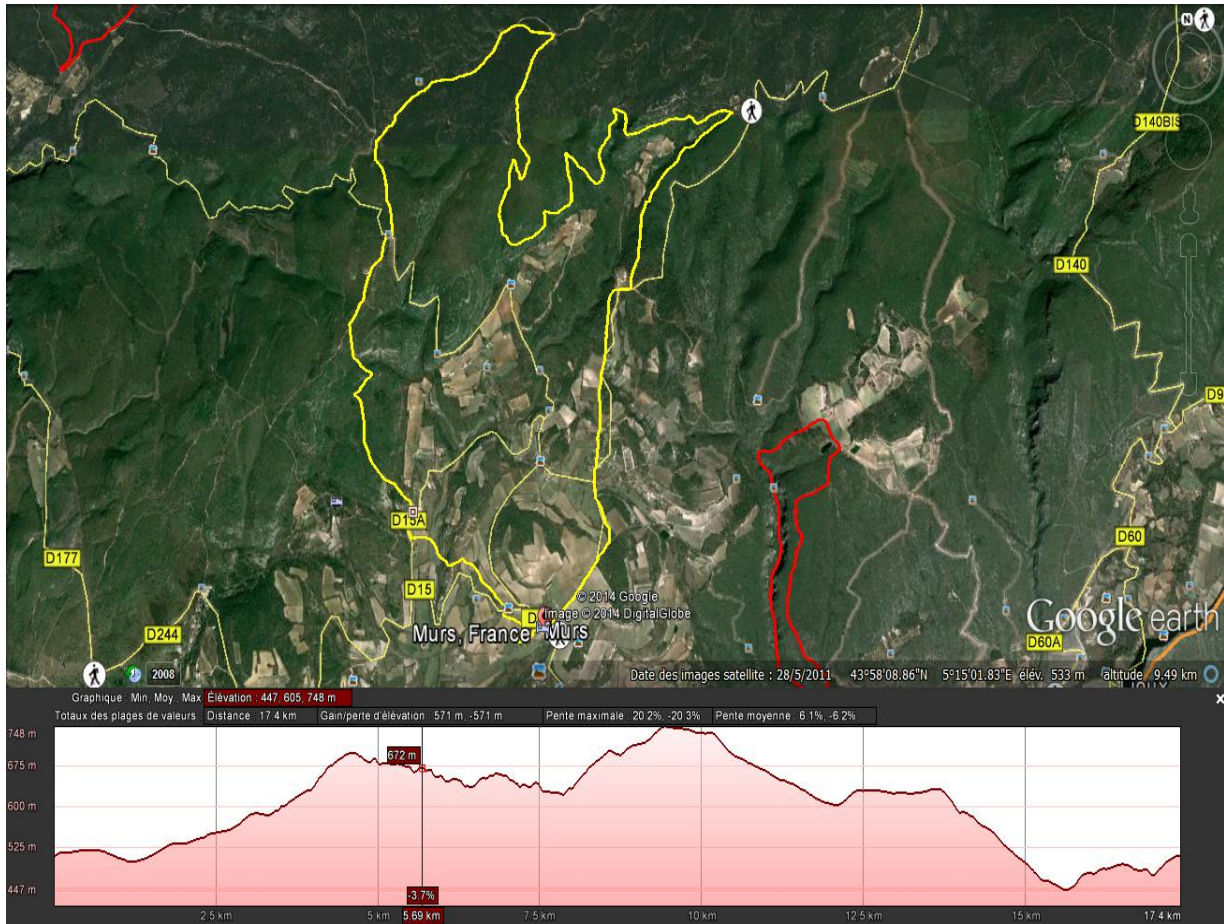 N
D140BIS
D140
D9
D15A
D177
D60
D15
© 2014 Google
Image © 2014 DigitalGlobe
D244
Murs, France
Murs
D60A
Google earth
2008
Date des images satellite : 28/5/2011 43°58'08.86"N 5°15'01.83"E élév. 533 m altitude 9.49 km
Graphique : Min, Moy, Max Élévation : 447, 605, 748 m
Totaux des plages de valeurs Distance : 17.4 km Gain/perte d'élévation : 571 m, -571 m Pente maximale : 20.2%, -20.3% Pente moyenne : 6.1%, -6.2%
748 m
672 m
675 m
600 m
525 m
447 m
-3.7%
2.5 km 5 km 5.69 km 7.5 km 10 km 12.5 km 15 km 17.4 km